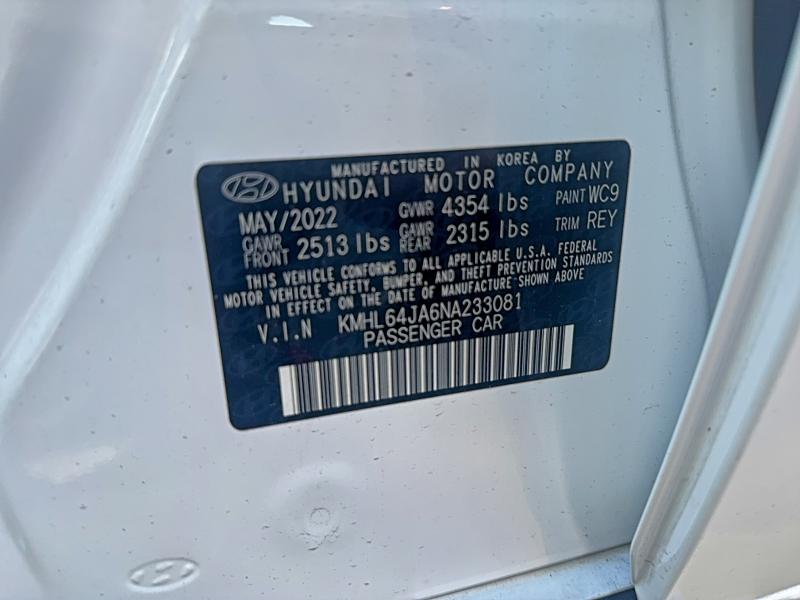 MANUFACTURED IN KOREA BY
HYUNDAI MOTOR COMPANY
MAY/2022 GVWR 4354 lbs PAINT WC9
GAWR FRONT 2513 lbs GAWR REAR 2315 lbs TRIM REY
THIS VEHICLE CONFORMS TO ALL APPLICABLE U.S.A. FEDERAL
MOTOR VEHICLE SAFETY, BUMPER, AND THEFT PREVENTION STANDARDS
IN EFFECT ON THE DATE OF MANUFACTURE SHOWN ABOVE
V.I.N KMHL64JA6NA233081
PASSENGER CAR